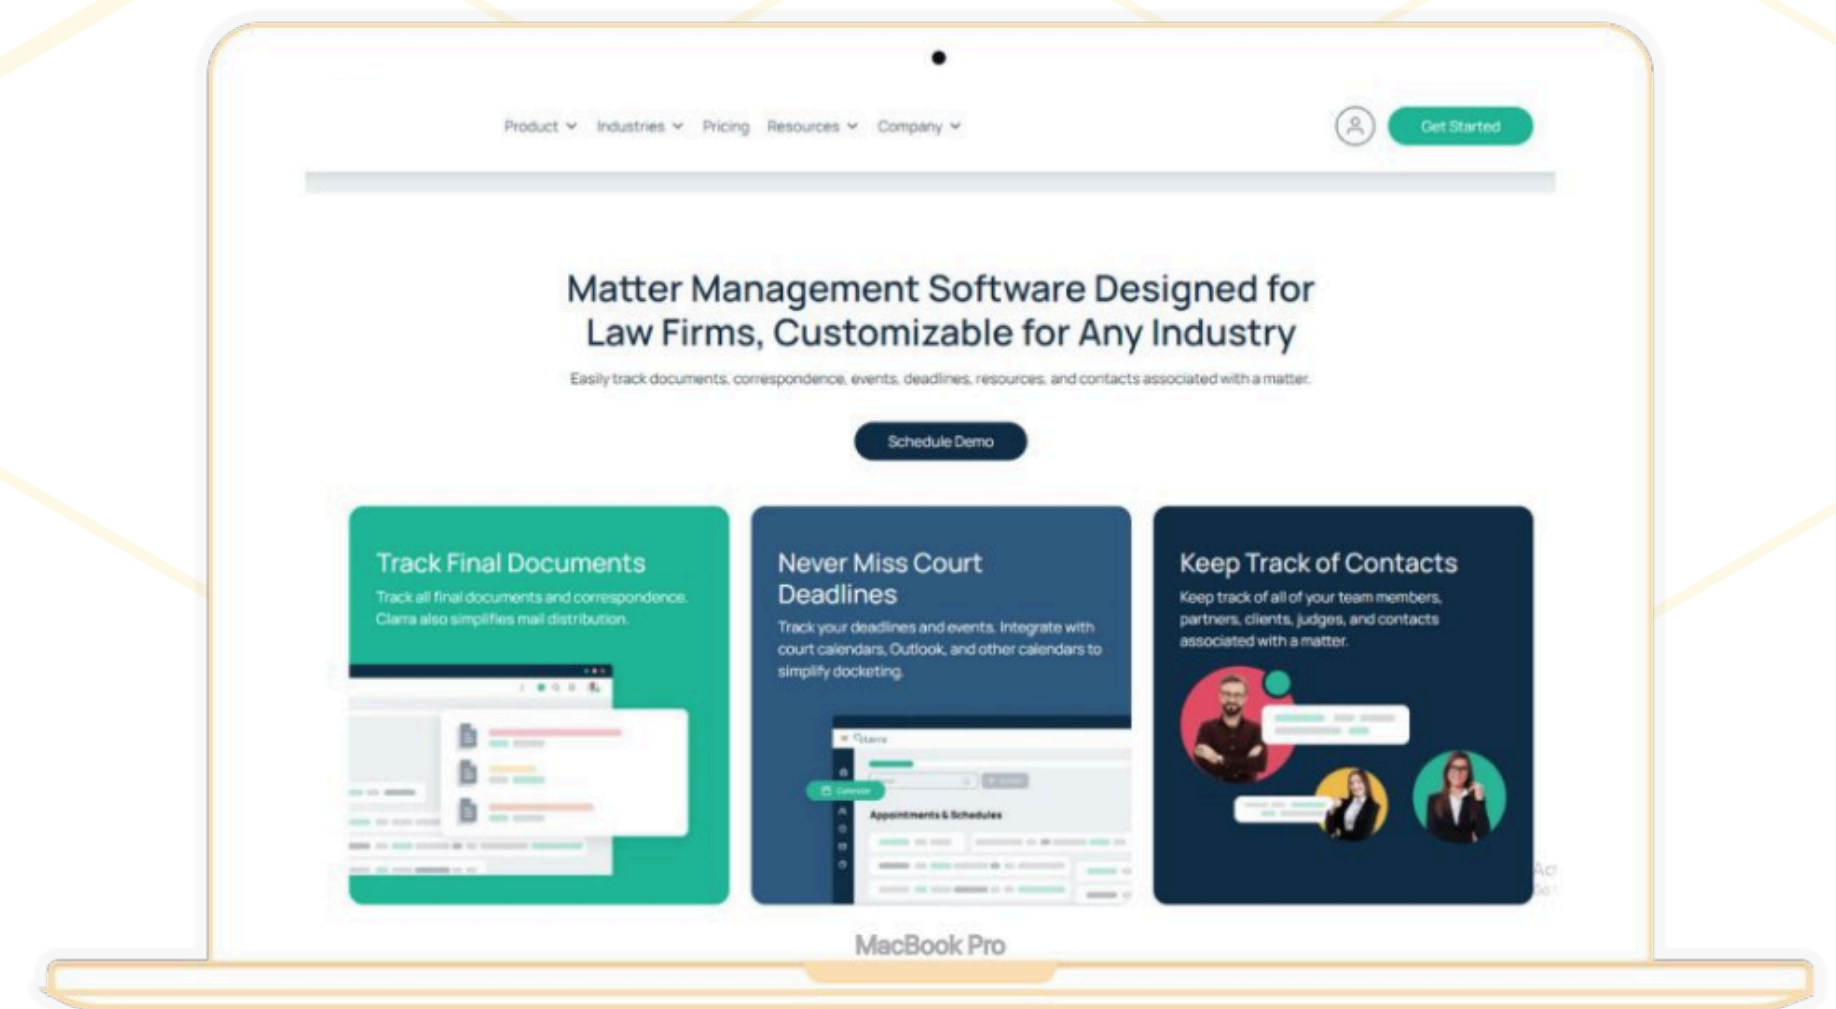 Product
Industries
Pricing
Resources
Company
Get Started
Matter Management Software Designed for
Law Firms, Customizable for Any Industry
Easily track documents, correspondence, events, deadlines, resources, and contacts associated with a matter.
Schedule Demo
Track Final Documents
Track all final documents and correspondence.
Clarra also simplifies mail distribution.
Never Miss Court
Deadlines
Track your deadlines and events. Integrate with
court calendars, Outlook, and other calendars to
simplify docketing.
Clarra
Calendar
Appointments & Schedules
Keep Track of Contacts
Keep track of all of your team members,
partners, clients, judges, and contacts
associated with a matter.
MacBook Pro